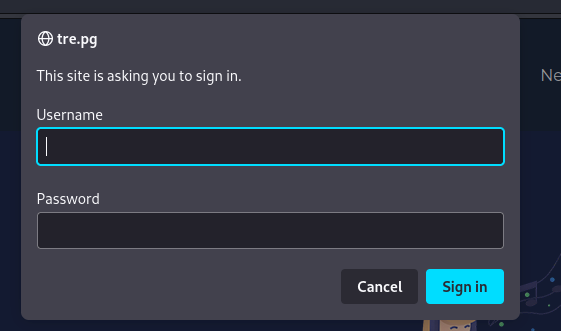 tre.pg
This site is asking you to sign in.
Ne
Username
Password
Cancel
Sign in